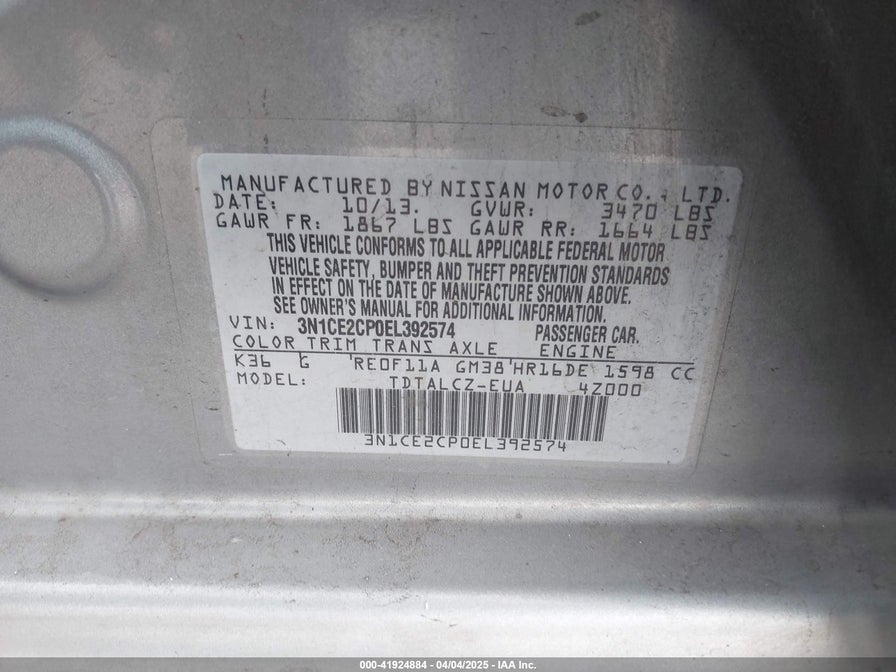 MANUFACTURED BY NISSAN MOTOR CO., LTD.
DATE: 10/13. GVWR: 3470 LBS
GAWR FR: 1867 LBS GAWR RR: 1664 LBS
THIS VEHICLE CONFORMS TO ALL APPLICABLE FEDERAL MOTOR
VEHICLE SAFETY, BUMPER AND THEFT PREVENTION STANDARDS
IN EFFECT ON THE DATE OF MANUFACTURE SHOWN ABOVE.
SEE OWNER'S MANUAL FOR ADDITIONAL INFORMATION.
VIN: 3N1CE2CP0EL392574 PASSENGER CAR.
COLOR TRIM TRANS AXLE ENGINE
K36 G 'RE0F11A GM38'HR16DE 1598 CC
MODEL: TDTALCZ-EUA 4Z000
3N1CE2CP0EL392574
000-41924884 - 04/04/2025 - IAA Inc.